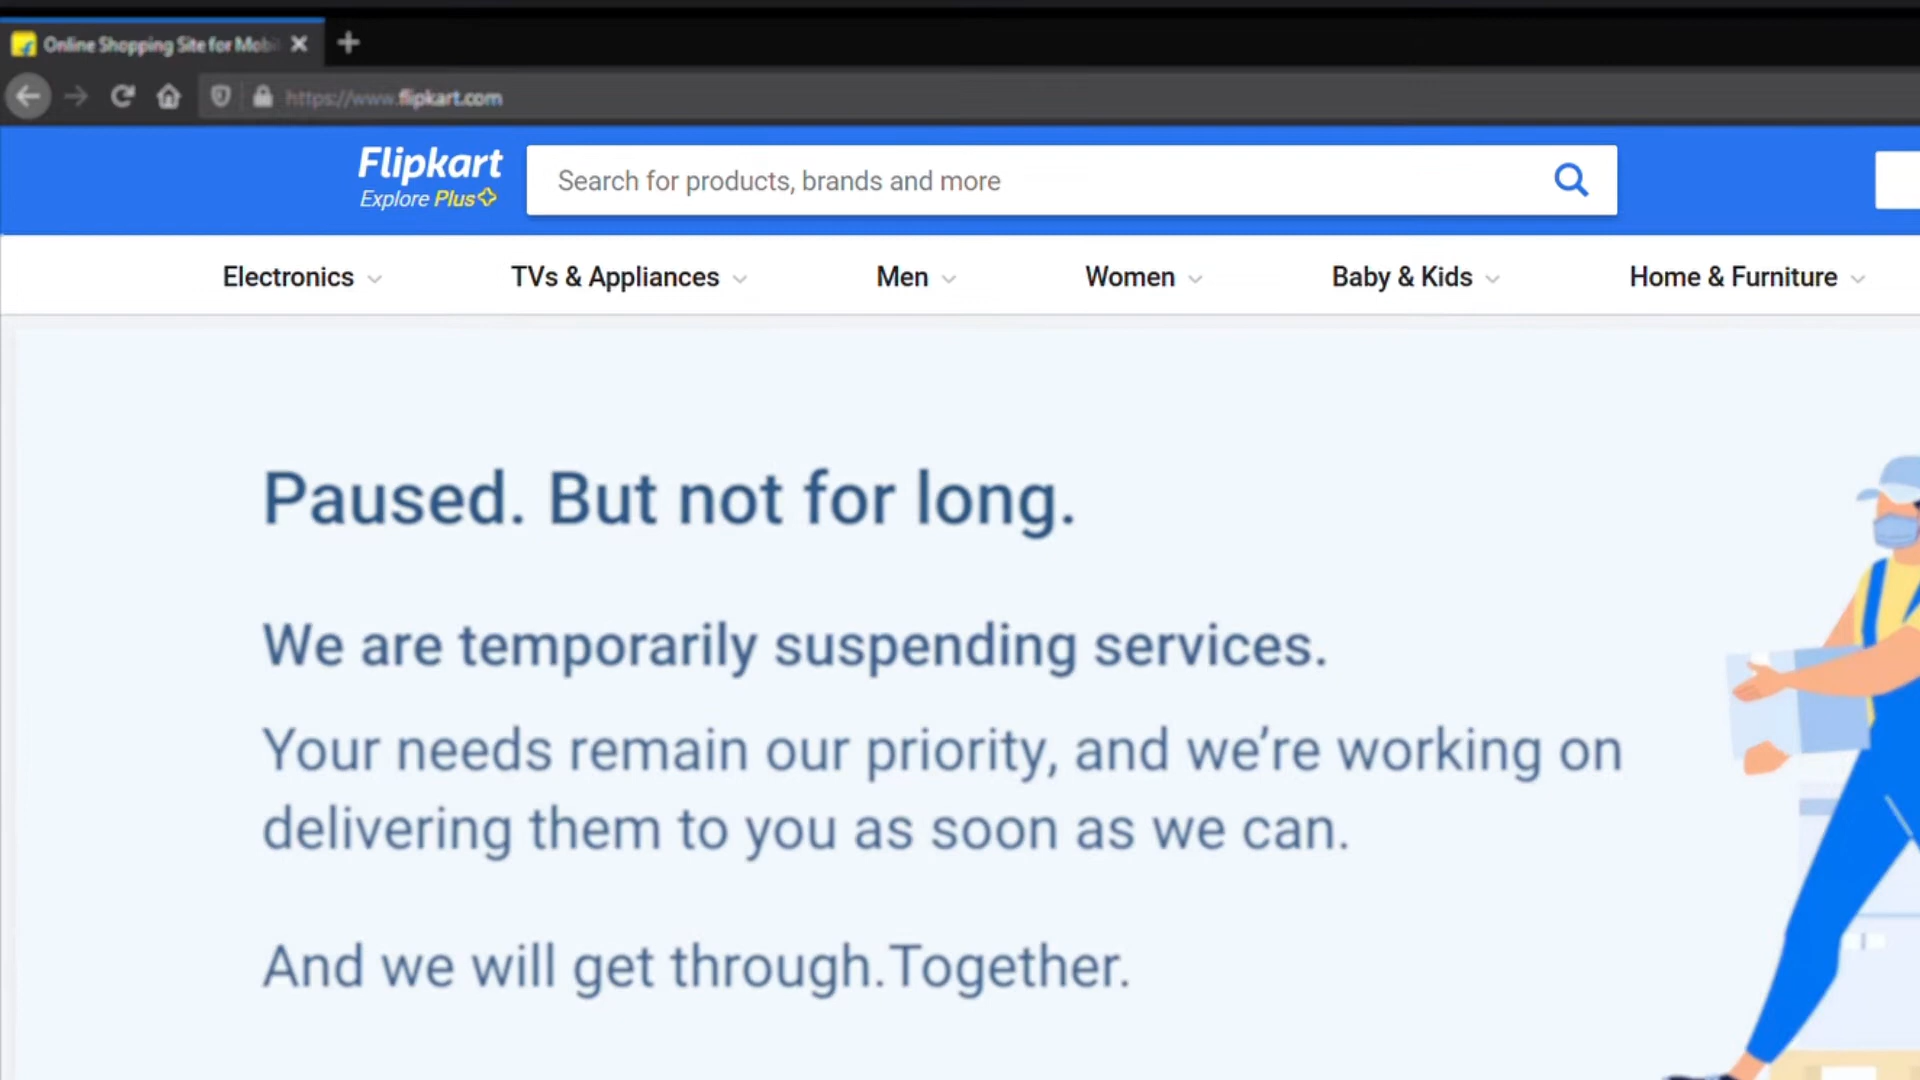 Online Shopping Site for Mobi
https://www.flipkart.com
Flipkart
Explore Plus
Search for products, brands and more
Electronics
TVs & Appliances
Men
Women
Baby & Kids
Home & Furniture
Paused. But not for long.
We are temporarily suspending services.
Your needs remain our priority, and we’re working on
delivering them to you as soon as we can.
And we will get through.Together.